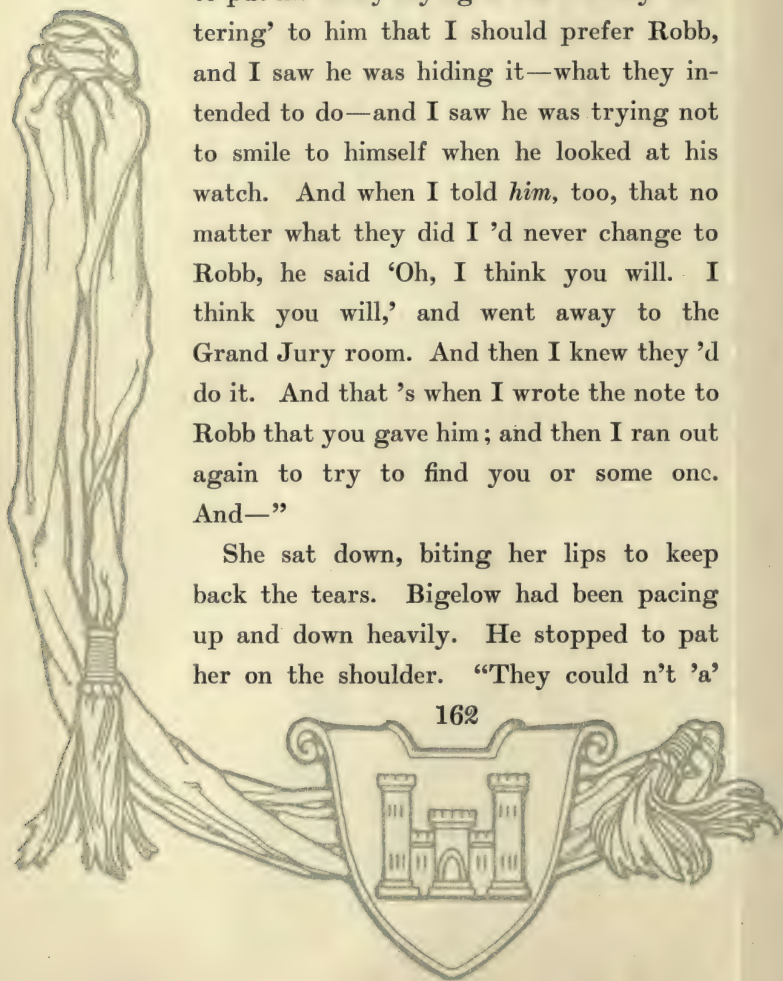 tering’ to him that I should prefer Robb,
and I saw he was hiding it—what they in-
tended to do—and I saw he was trying not
to smile to himself when he looked at his
watch. And when I told him, too, that no
matter what they did I ’d never change to
Robb, he said ‘Oh, I think you will. I
think you will,’ and went away to the
Grand Jury room. And then I knew they ’d
do it. And that ’s when I wrote the note to
Robb that you gave him; and then I ran out
again to try to find you or some one.
And—”
She sat down, biting her lips to keep
back the tears. Bigelow had been pacing
up and down heavily. He stopped to pat
her on the shoulder. “They could n’t ’a’
162